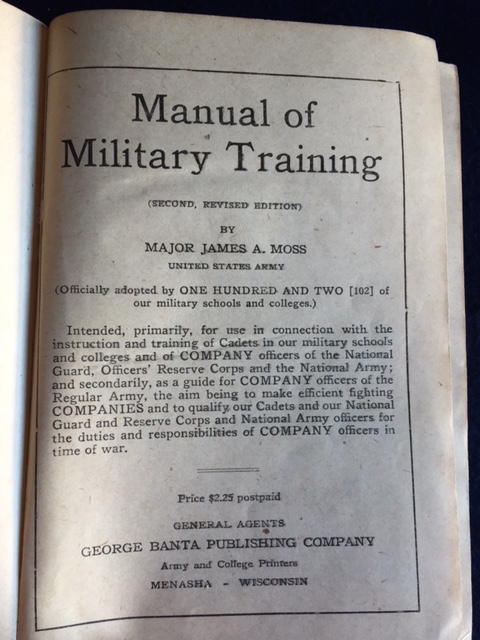 Manual of
Military Training
(SECOND, REVISED EDITION)
BY
MAJOR JAMES A. MOSS
UNITED STATES ARMY
(Officially adopted by ONE HUNDRED AND TWO [102] of
our military schools and colleges.)
Intended, primarily, for use in connection with the
instruction and training of Cadets in our military schools
and colleges and of COMPANY officers of the National
Guard, Officers' Reserve Corps and the National Army;
and secondarily, as a guide for COMPANY officers of the
Regular Army, the aim being to make efficient fighting
COMPANIES and to qualify our Cadets and our National
Guard and Reserve Corps and National Army officers for
the duties and responsibilities of COMPANY officers in
time of war.
Price $2.25 postpaid
GENERAL AGENTS
GEORGE BANTA PUBLISHING COMPANY
Army and College Printers
MENASHA - WISCONSIN